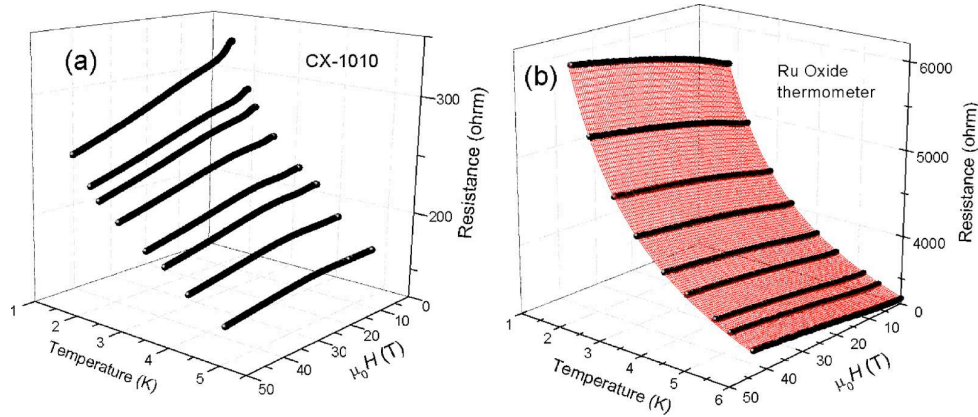 (a)
CX-1010
300
200
Resistance (ohrm)
1
2
3
4
5
Temperature (K)
50
40
30
20
10
0
μ₀H (T)
(b)
Ru Oxide
thermometer
6000
5000
4000
Resistance (ohrm)
1
2
3
4
5
6
Temperature (K)
50
40
30
20
10
0
μ₀H (T)